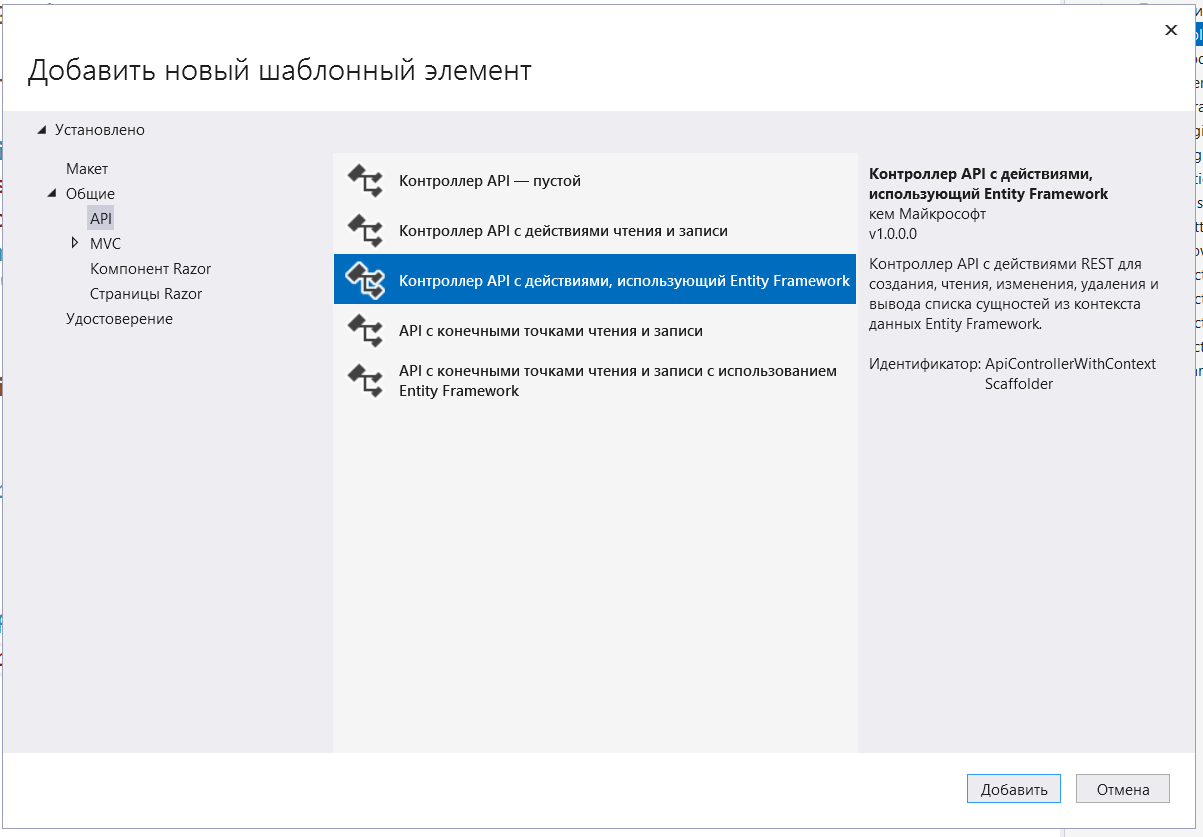 Добавить новый шаблонный элемент
Установлено
Макет
Общие
API
MVC
Компонент Razor
Страницы Razor
Удостоверение
Контроллер API — пустой
Контроллер API с действиями чтения и записи
Контроллер API с действиями, использующий Entity Framework
API с конечными точками чтения и записи
API с конечными точками чтения и записи с использованием
Entity Framework
Контроллер API с действиями,
использующий Entity Framework
кем Майкрософт
v1.0.0.0
Контроллер API с действиями REST для
создания, чтения, изменения, удаления и
вывода списка сущностей из контекста
данных Entity Framework.
Идентификатор: ApiControllerWithContext
Scaffolder
Добавить
Отмена